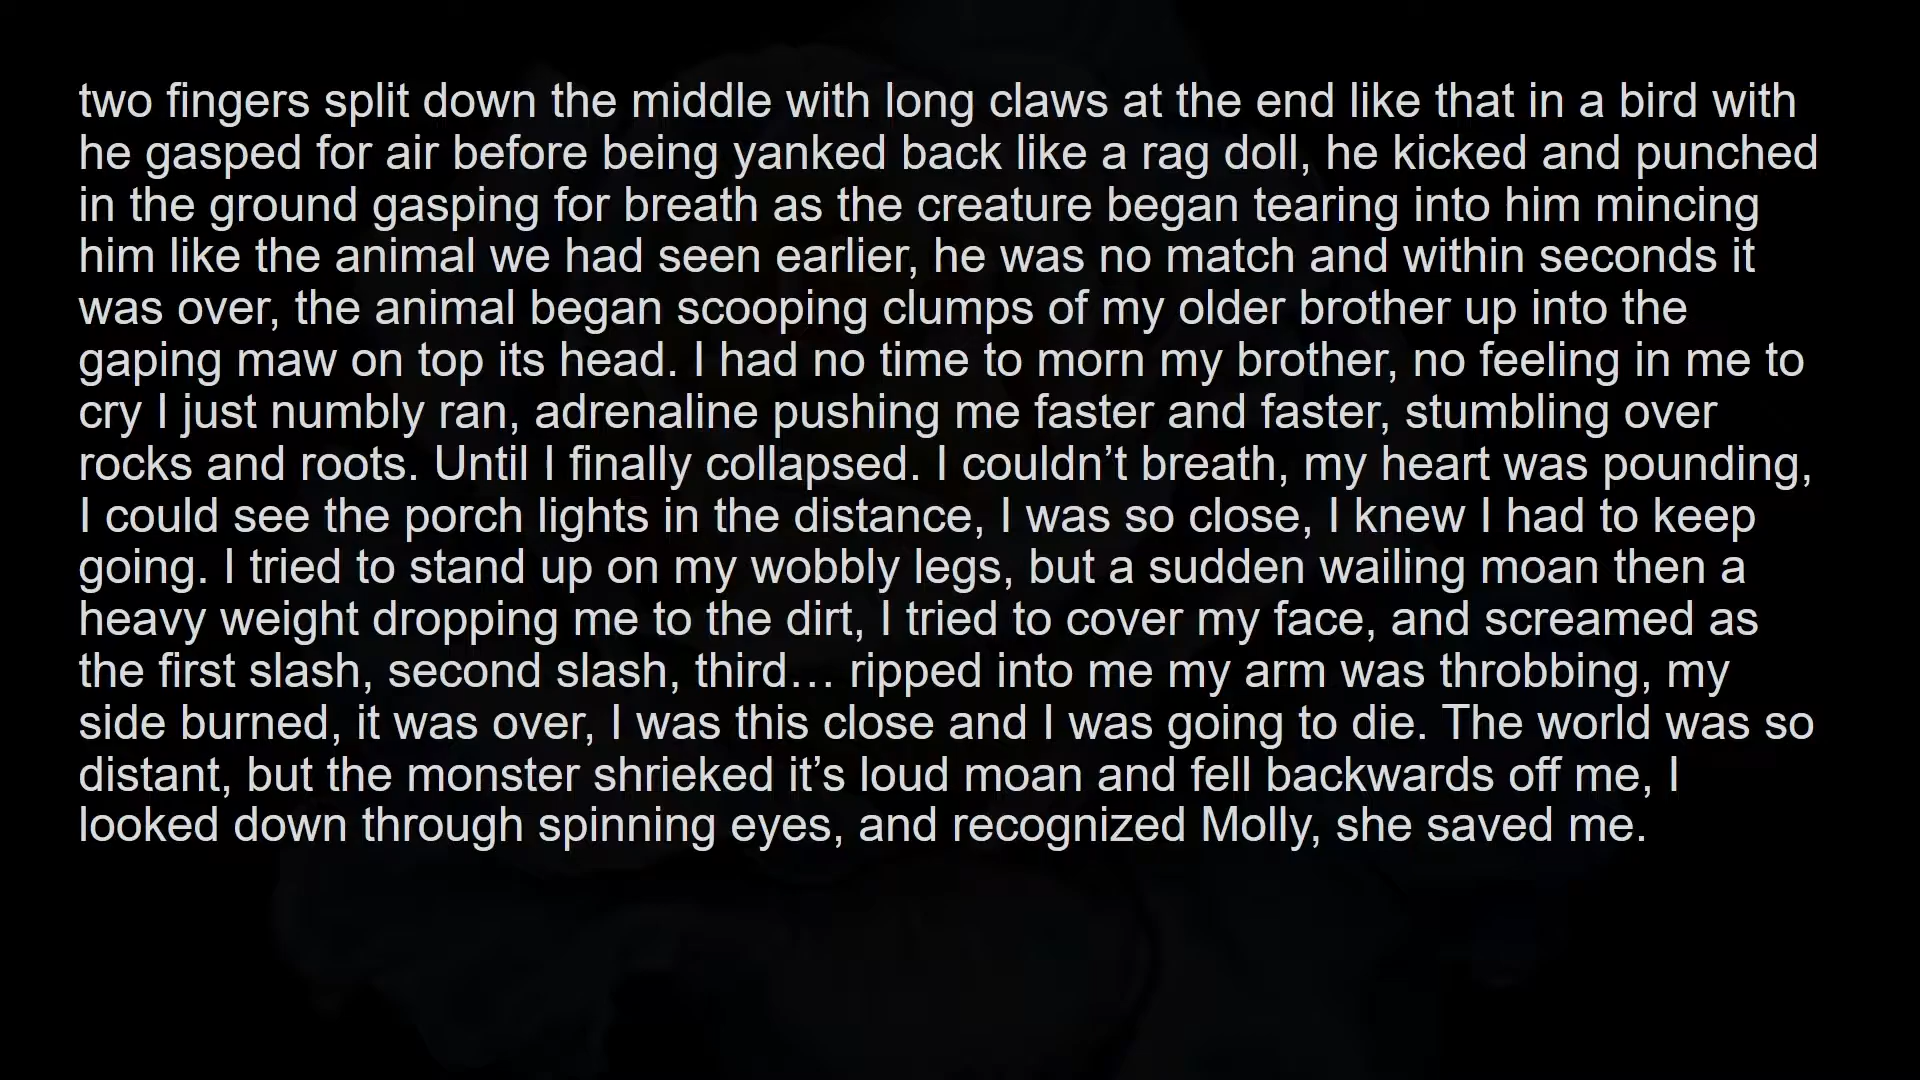 two fingers split down the middle with long claws at the end like that in a bird with
he gasped for air before being yanked back like a rag doll, he kicked and punched
in the ground gasping for breath as the creature began tearing into him mincing
him like the animal we had seen earlier, he was no match and within seconds it
was over, the animal began scooping clumps of my older brother up into the
gaping maw on top its head. I had no time to morn my brother, no feeling in me to
cry I just numbly ran, adrenaline pushing me faster and faster, stumbling over
rocks and roots. Until I finally collapsed. I couldn’t breath, my heart was pounding,
I could see the porch lights in the distance, I was so close, I knew I had to keep
going. I tried to stand up on my wobbly legs, but a sudden wailing moan then a
heavy weight dropping me to the dirt, I tried to cover my face, and screamed as
the first slash, second slash, third… ripped into me my arm was throbbing, my
side burned, it was over, I was this close and I was going to die. The world was so
distant, but the monster shrieked it’s loud moan and fell backwards off me, I
looked down through spinning eyes, and recognized Molly, she saved me.